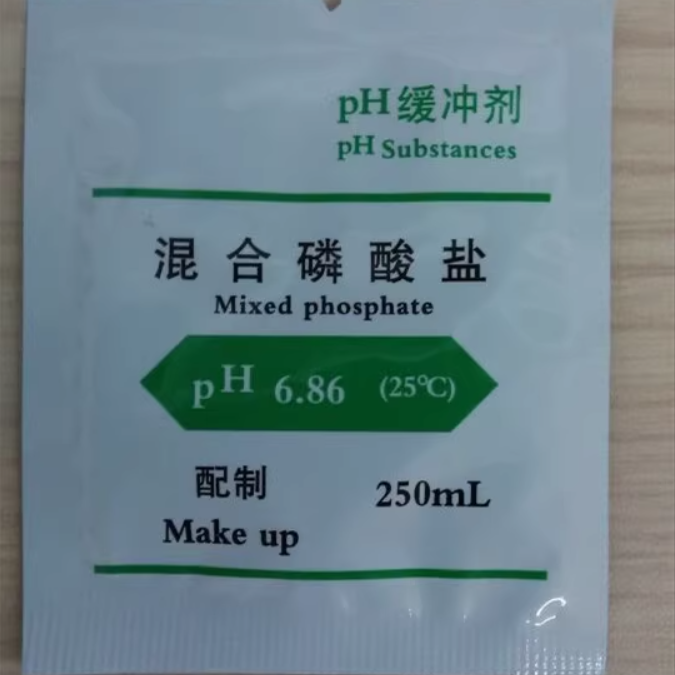 pH缓冲剂
pH Substances
混合磷酸盐
Mixed phosphate
pH 6.86 (25℃)
配制 250mL
Make up